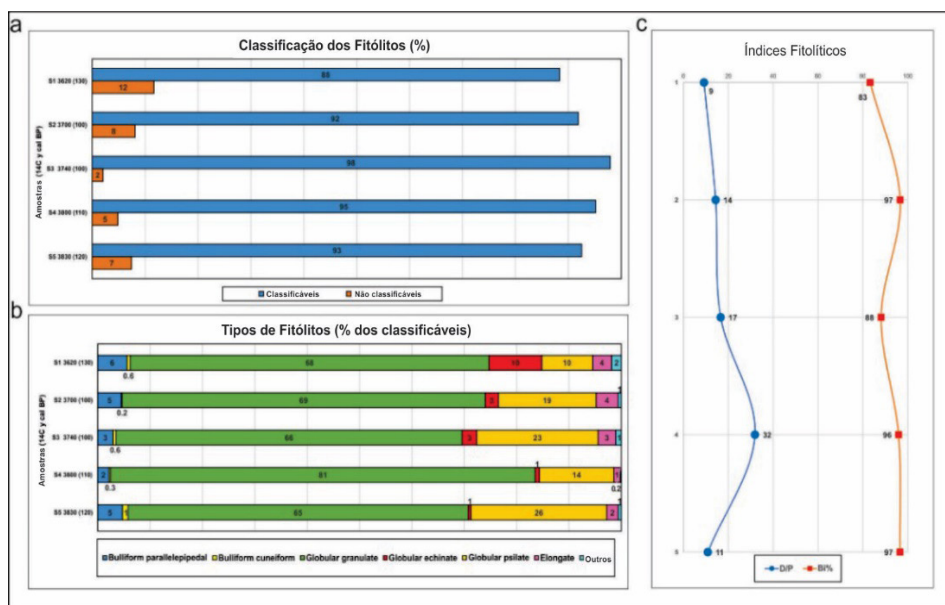 a
Classificação dos Fitólitos (%)
Amostras (14C y cal BP)
S1 3620 (130)
88
12
S2 3700 (100)
92
8
S3 3740 (100)
98
2
S4 3800 (110)
95
5
S5 3830 (120)
93
7
Classificáveis Não classificáveis
b
Tipos de Fitólitos (% dos classificáveis)
Amostras (14C y cal BP)
S1 3620 (130) 6 68 10 10 4 2
0.6
1
S2 3700 (100) 5 69 3 19 4
0.2
S3 3740 (100) 3 66 3 23 3 1
0.6
1
S4 3800 (110) 2 81 14 1
0.3 0.2
1 1
S5 3830 (120) 5 1 65 26 2
Bulliform parallelepipedal Bulliform cuneiform Globular granulate Globular echinate Globular psilate Elongate Outros
c
Índices Fitolíticos
0 20 40 60 80 100
1
9 83
2 14 97
3 17 88
4 32 96
5 11 97
D/P BI%